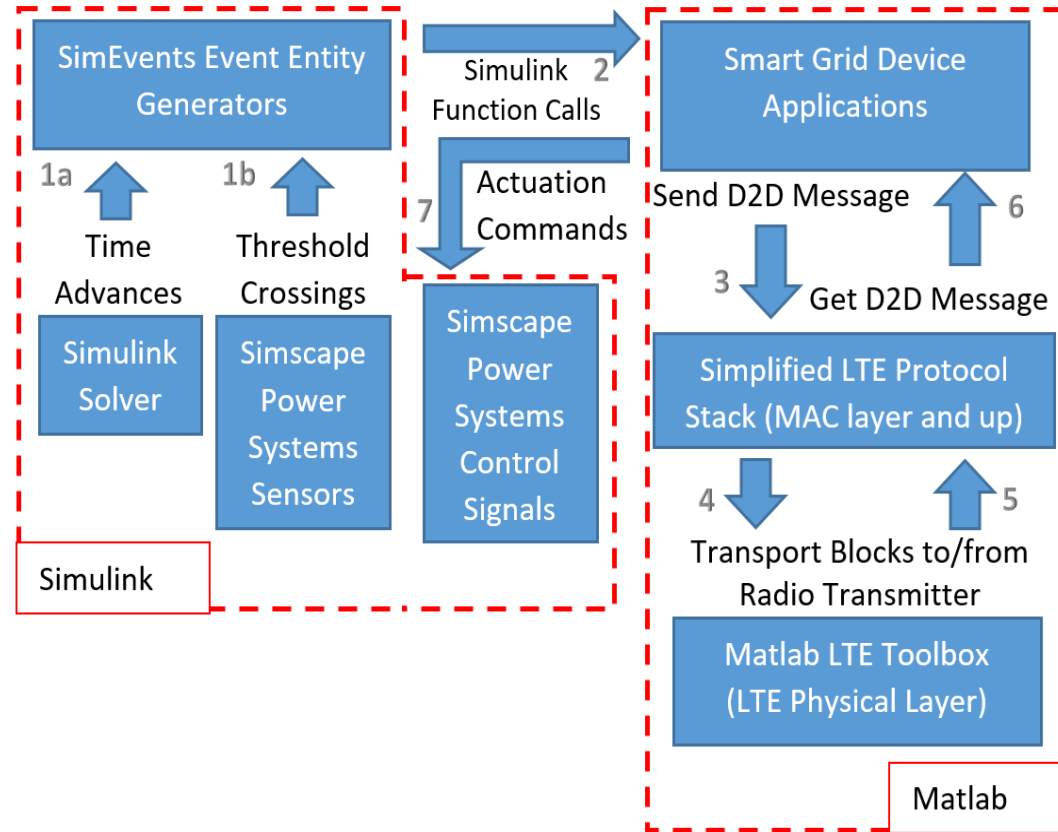 SimEvents Event Entity
Generators
1a
1b
Time
Advances
Threshold
Crossings
Simulink
Solver
Simscape
Power
Systems
Sensors
Simulink
2
Simulink
Function Calls
7
Actuation
Commands
Simscape
Power
Systems
Control
Signals
Smart Grid Device
Applications
Send D2D Message
6
3
Get D2D Message
Simplified LTE Protocol
Stack (MAC layer and up)
4
5
Transport Blocks to/from
Radio Transmitter
Matlab LTE Toolbox
(LTE Physical Layer)
Matlab